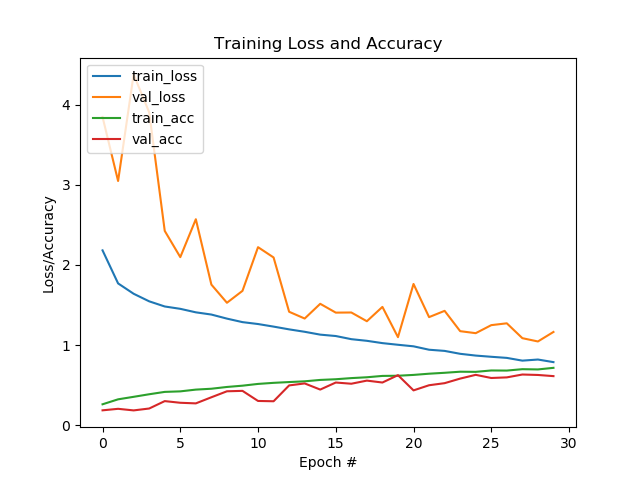 Training Loss and Accuracy
train_loss
val_loss
train_acc
val_acc
4
3
2
1
0
Loss/Accuracy
0 5 10 15 20 25 30
Epoch #